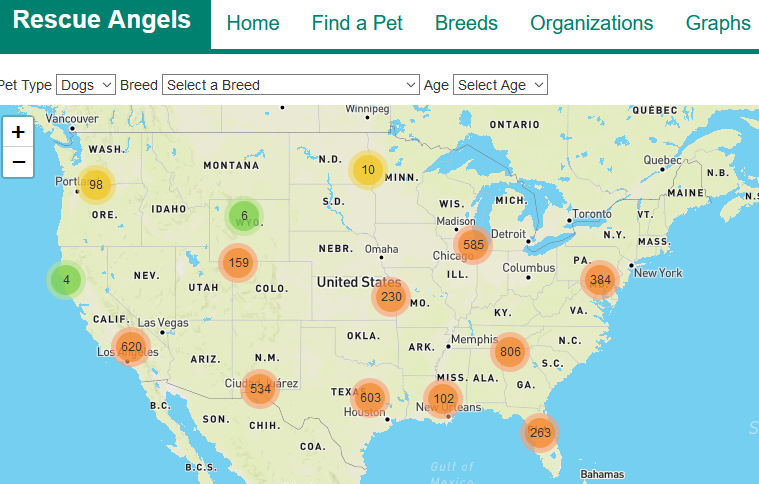 Rescue Angels
Home Find a Pet Breeds Organizations Graphs
Pet Type Dogs Breed Select a Breed Age Select Age
Vancouver
Winnipeg
ONTARIO
QUÉBEC
+
−
WASH.
MONTANA
N.D.
10
MINN.
Quebec
N.B.
MAINE
N.S
98
ORE.
IDAHO
6
WYO.
S.D.
WIS.
MICH.
Madison
Toronto
VT.
Detroit
N.Y.
MASS.
585
Chicago
159
NEBR.
Omaha
Columbus
PA.
New York
4
NEV.
UTAH
COLO.
United States
230
MO.
ILL.
384
KY.
VA.
CALIF.
Las Vegas
620
Los Angeles
ARIZ.
N.M.
OKLA.
ARK.
Memphis
806
N.C.
S.C.
534
Ciudad Juárez
TEXAS
603
Houston
MISS.
ALA.
GA.
102
New Orleans
B.C.
SON.
CHIH.
COA.
263
B.C.S.
Gulf of
Mexico
Bahamas